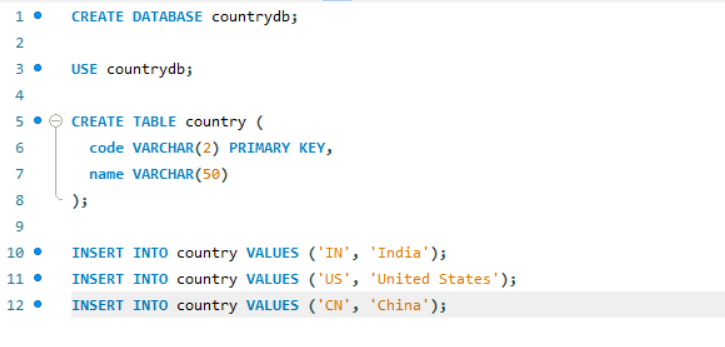 1 CREATE DATABASE countrydb;
2
3 USE countrydb;
4
5 CREATE TABLE country (
6 code VARCHAR(2) PRIMARY KEY,
7 name VARCHAR(50)
8 );
9
10 INSERT INTO country VALUES ('IN', 'India');
11 INSERT INTO country VALUES ('US', 'United States');
12 INSERT INTO country VALUES ('CN', 'China');